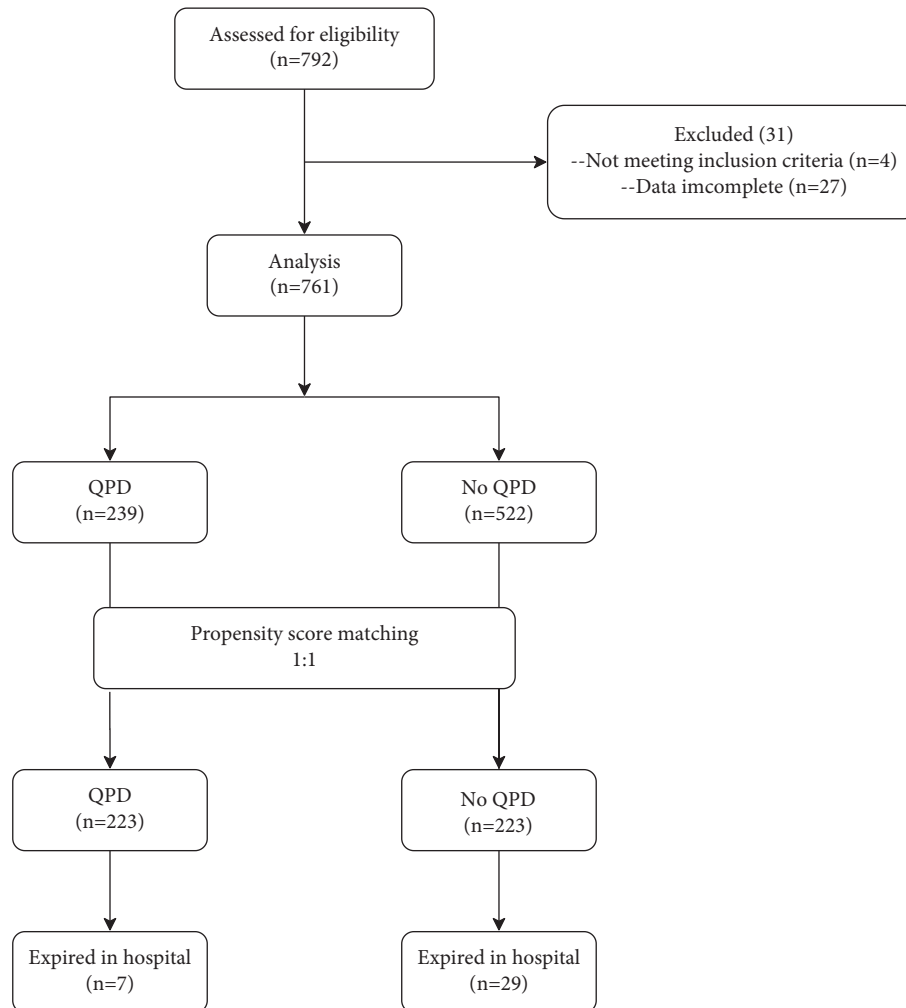 Assessed for eligibility
(n=792)
Excluded (31)
--Not meeting inclusion criteria (n=4)
--Data imcomplete (n=27)
Analysis
(n=761)
QPD
(n=239)
No QPD
(n=522)
Propensity score matching
1:1
QPD
(n=223)
No QPD
(n=223)
Expired in hospital
(n=7)
Expired in hospital
(n=29)